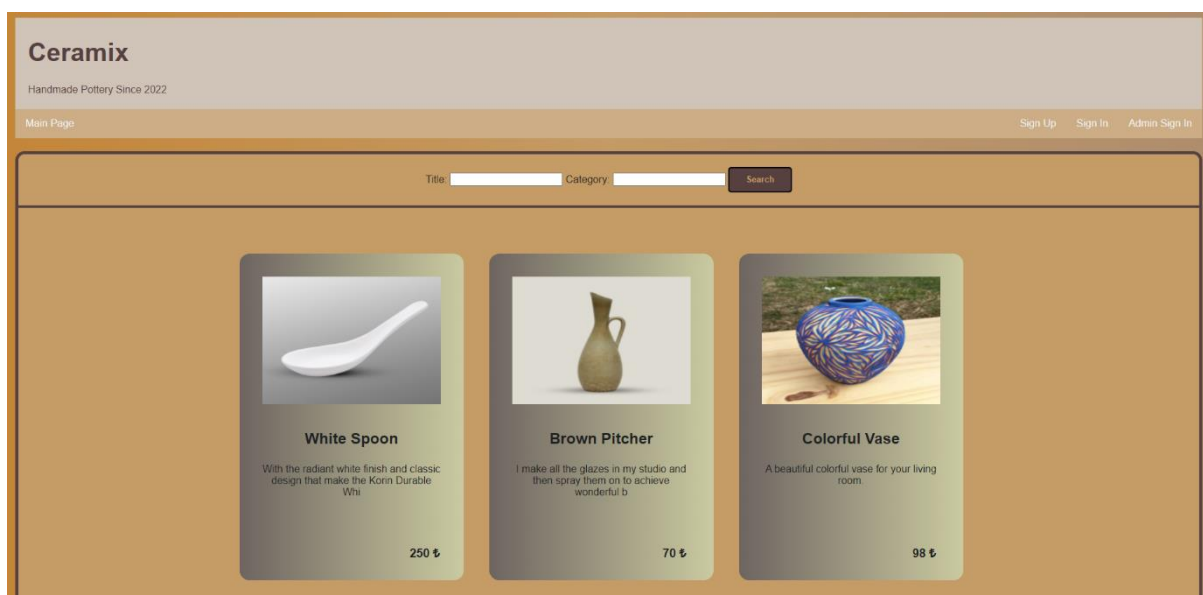 Ceramix
Handmade Pottery Since 2022
Main Page Sign Up Sign In Admin Sign In
Title: Category: Search
White Spoon
With the radiant white finish and classic
design that make the Korin Durable
Whi
250 ₺
Brown Pitcher
I make all the glazes in my studio and
then spray them on to achieve
wonderful b
70 ₺
Colorful Vase
A beautiful colorful vase for your living
room.
98 ₺